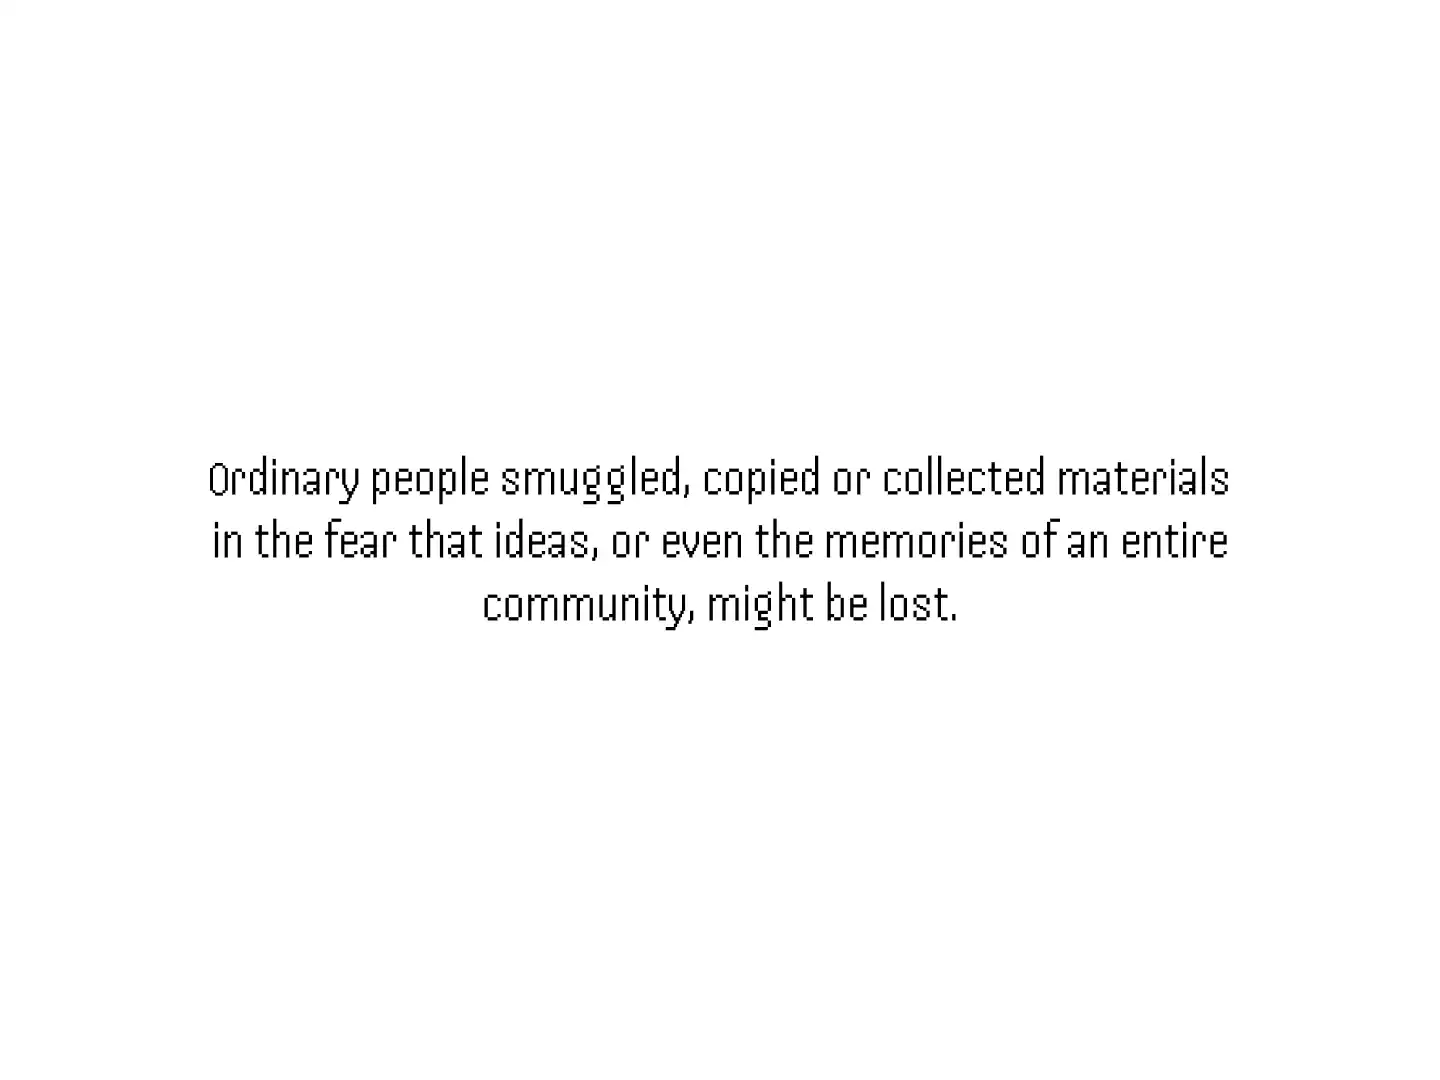 Ordinary people smuggled, copied or collected materials
in the fear that ideas, or even the memories of an entire
community, might be lost.